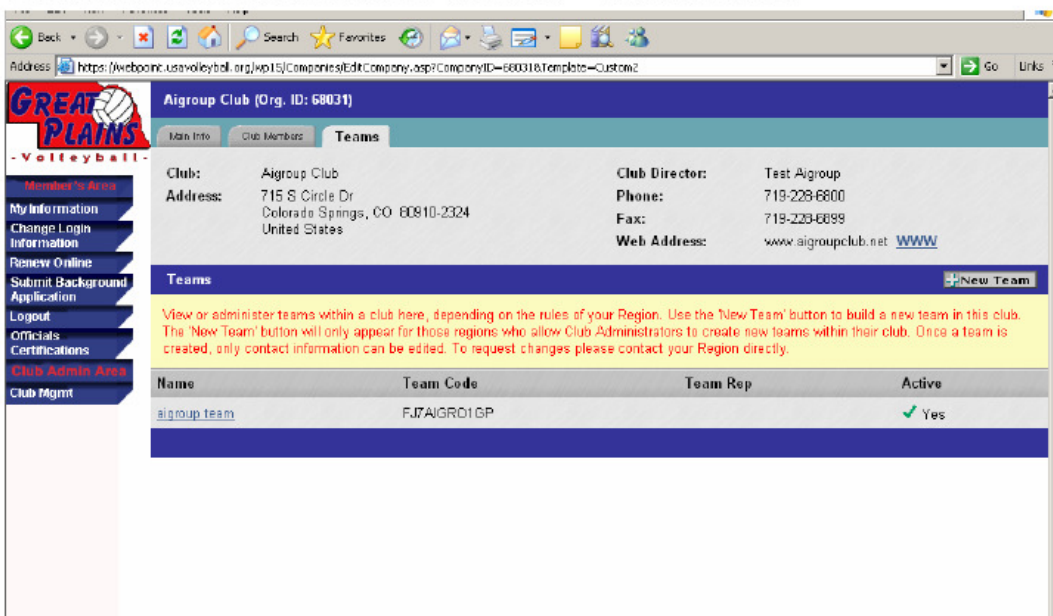 Back Search Favorites
Address https://webpoint.usavolleyball.org/wp15/Companies/EditCompany.asp?CompanyID=68031&Template=Custom2 Go Links
GREAT
PLAINS
- Volleyball -
Member's Area
My Information
Change Login
Information
Renew Online
Submit Background
Application
Logout
Officials
Certifications
Club Admin Area
Club Mgmt
Aigroup Club (Org. ID: 68031)
Main Info Club Members Teams
Club: Aigroup Club
Address: 715 S Circle Dr
Colorado Springs, CO 80910-2324
United States
Club Director: Test Aigroup
Phone: 719-228-6800
Fax: 719-228-6899
Web Address: www.aigroupclub.net WWW
Teams New Team
View or administer teams within a club here, depending on the rules of your Region. Use the 'New Team' button to build a new team in this club.
The 'New Team' button will only appear for those regions who allow Club Administrators to create new teams within their club. Once a team is
created, only contact information can be edited. To request changes please contact your Region directly.
Name Team Code Team Rep Active
aigroup team FJ7AIGRO1GP Yes